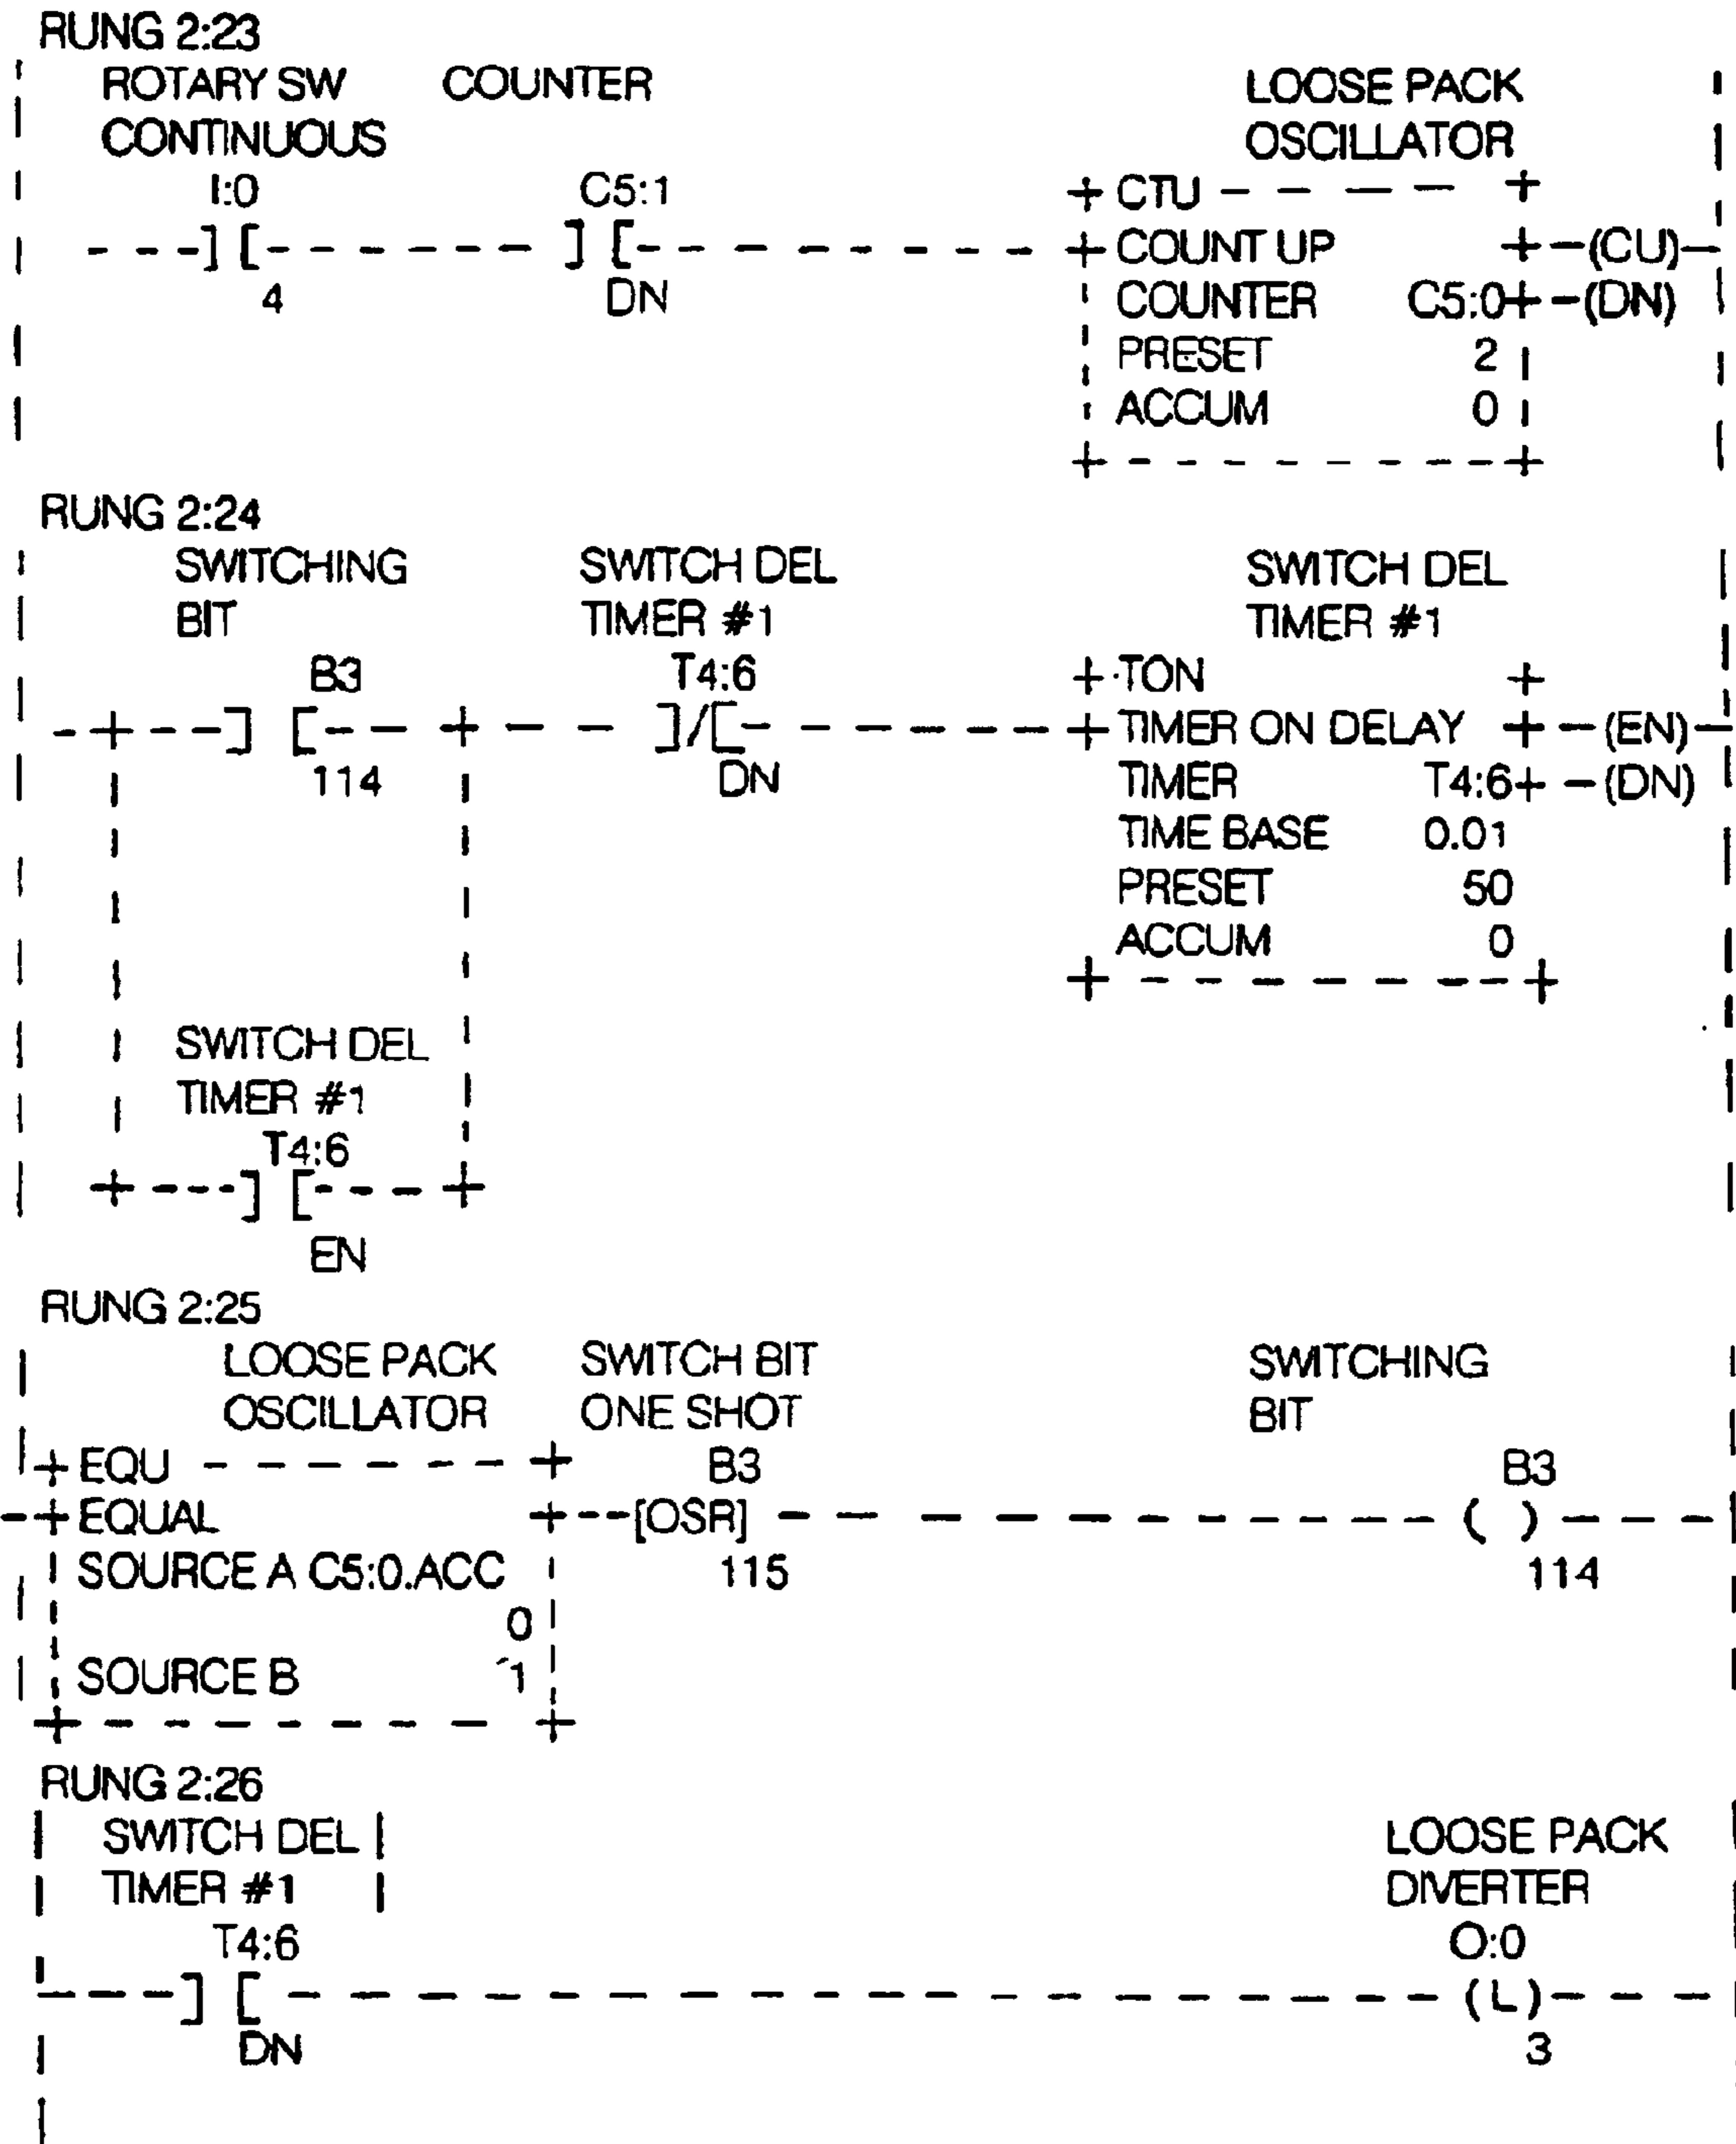 RUNG 2:23
ROTARY SW COUNTER LOOSE PACK
CONTINUOUS OSCILLATOR
I:0 C5:1 + CTU - - - - - +
- - -] [- - - - - - - ] [- - - - - - - - + COUNT UP + -(CU)-
4 DN COUNTER C5:0+ -(DN)
PRESET 2
ACCUM 0
+ - - - - - - - - +
RUNG 2:24
SWITCHING SWITCH DEL SWITCH DEL
BIT TIMER #1 TIMER #1
B3 T4:6 + TON +
- + - - -] [- - - + - - - ]/[- - - - - - - + TIMER ON DELAY + -(EN)-
114 DN TIMER T4:6+ -(DN)
TIME BASE 0.01
PRESET 50
ACCUM 0
+ - - - - - - - - +
SWITCH DEL
TIMER #1
T4:6
+ - - - -] [- - - - +
EN
RUNG 2:25
LOOSE PACK SWITCH BIT SWITCHING
OSCILLATOR ONE SHOT BIT
+ EQU - - - - - - - + B3 B3
- + EQUAL + - -[OSR] - - - - - - - - - - - - ( ) - - -
SOURCE A C5:0.ACC 115 114
0
SOURCE B 1
+ - - - - - - - - +
RUNG 2:26
SWITCH DEL LOOSE PACK
TIMER #1 DIVERTER
T4:6 O:0
- - - -] [- - - - - - - - - - - - - - - - - - (L)- - -
DN 3